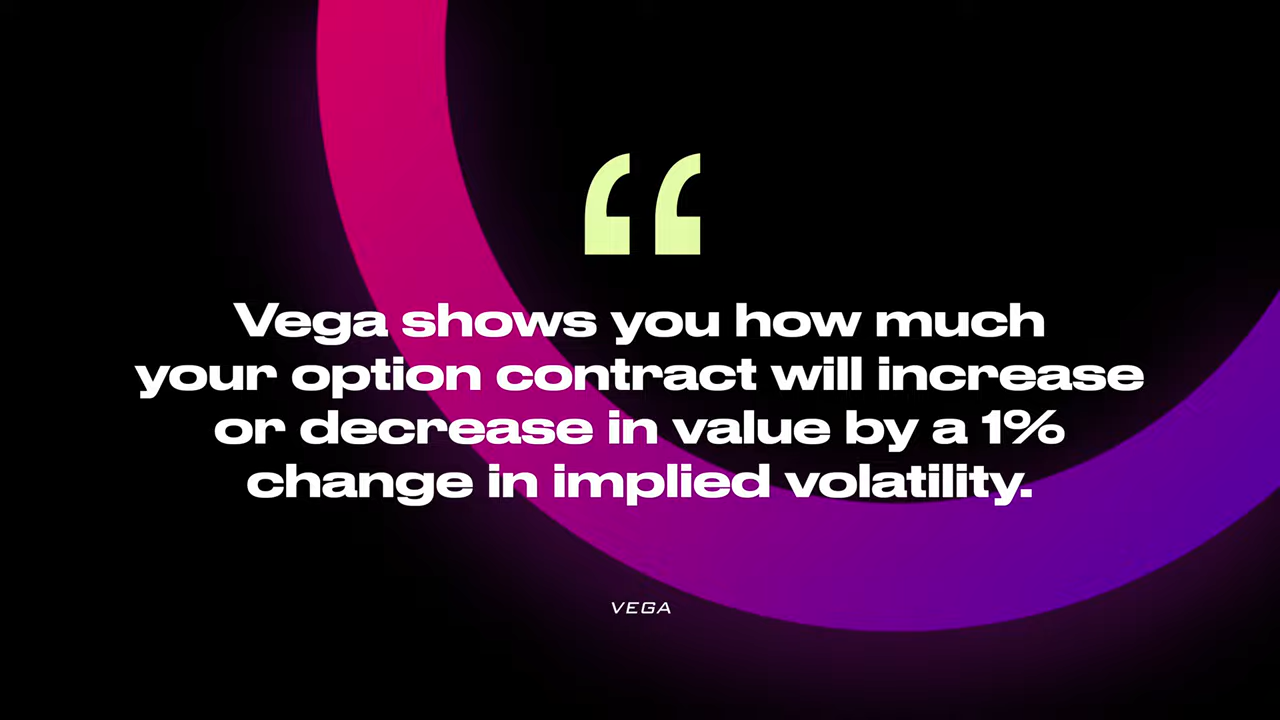 “
Vega shows you how much
your option contract will increase
or decrease in value by a 1%
change in implied volatility.
VEGA